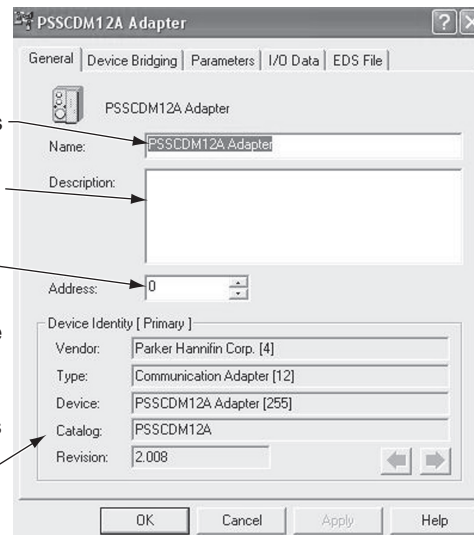 PSSCDM12A Adapter
General Device Bridging Parameters I/O Data EDS File
PSSCDM12A Adapter
s
Name: PSSCDM12A Adapter
Description:
Address: 0
e
Device Identity [ Primary ]
Vendor: Parker Hannifin Corp. [4]
Type: Communication Adapter [12]
Device: PSSCDM12A Adapter [255]
s
Catalog: PSSCDM12A
Revision: 2.008
OK Cancel Apply Help